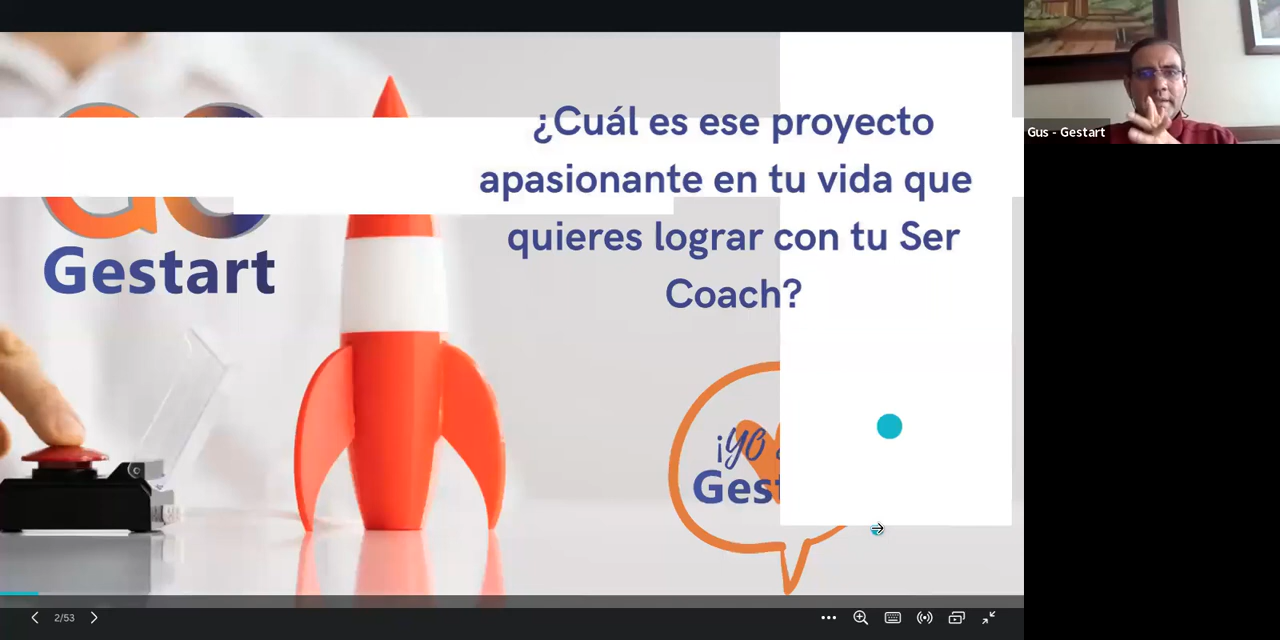 Gus - Gestart
¿Cuál es ese proyecto
apasionante en tu vida que
quieres lograr con tu Ser
Coach?
GO
Gestart
¡YO
Gest
2/53